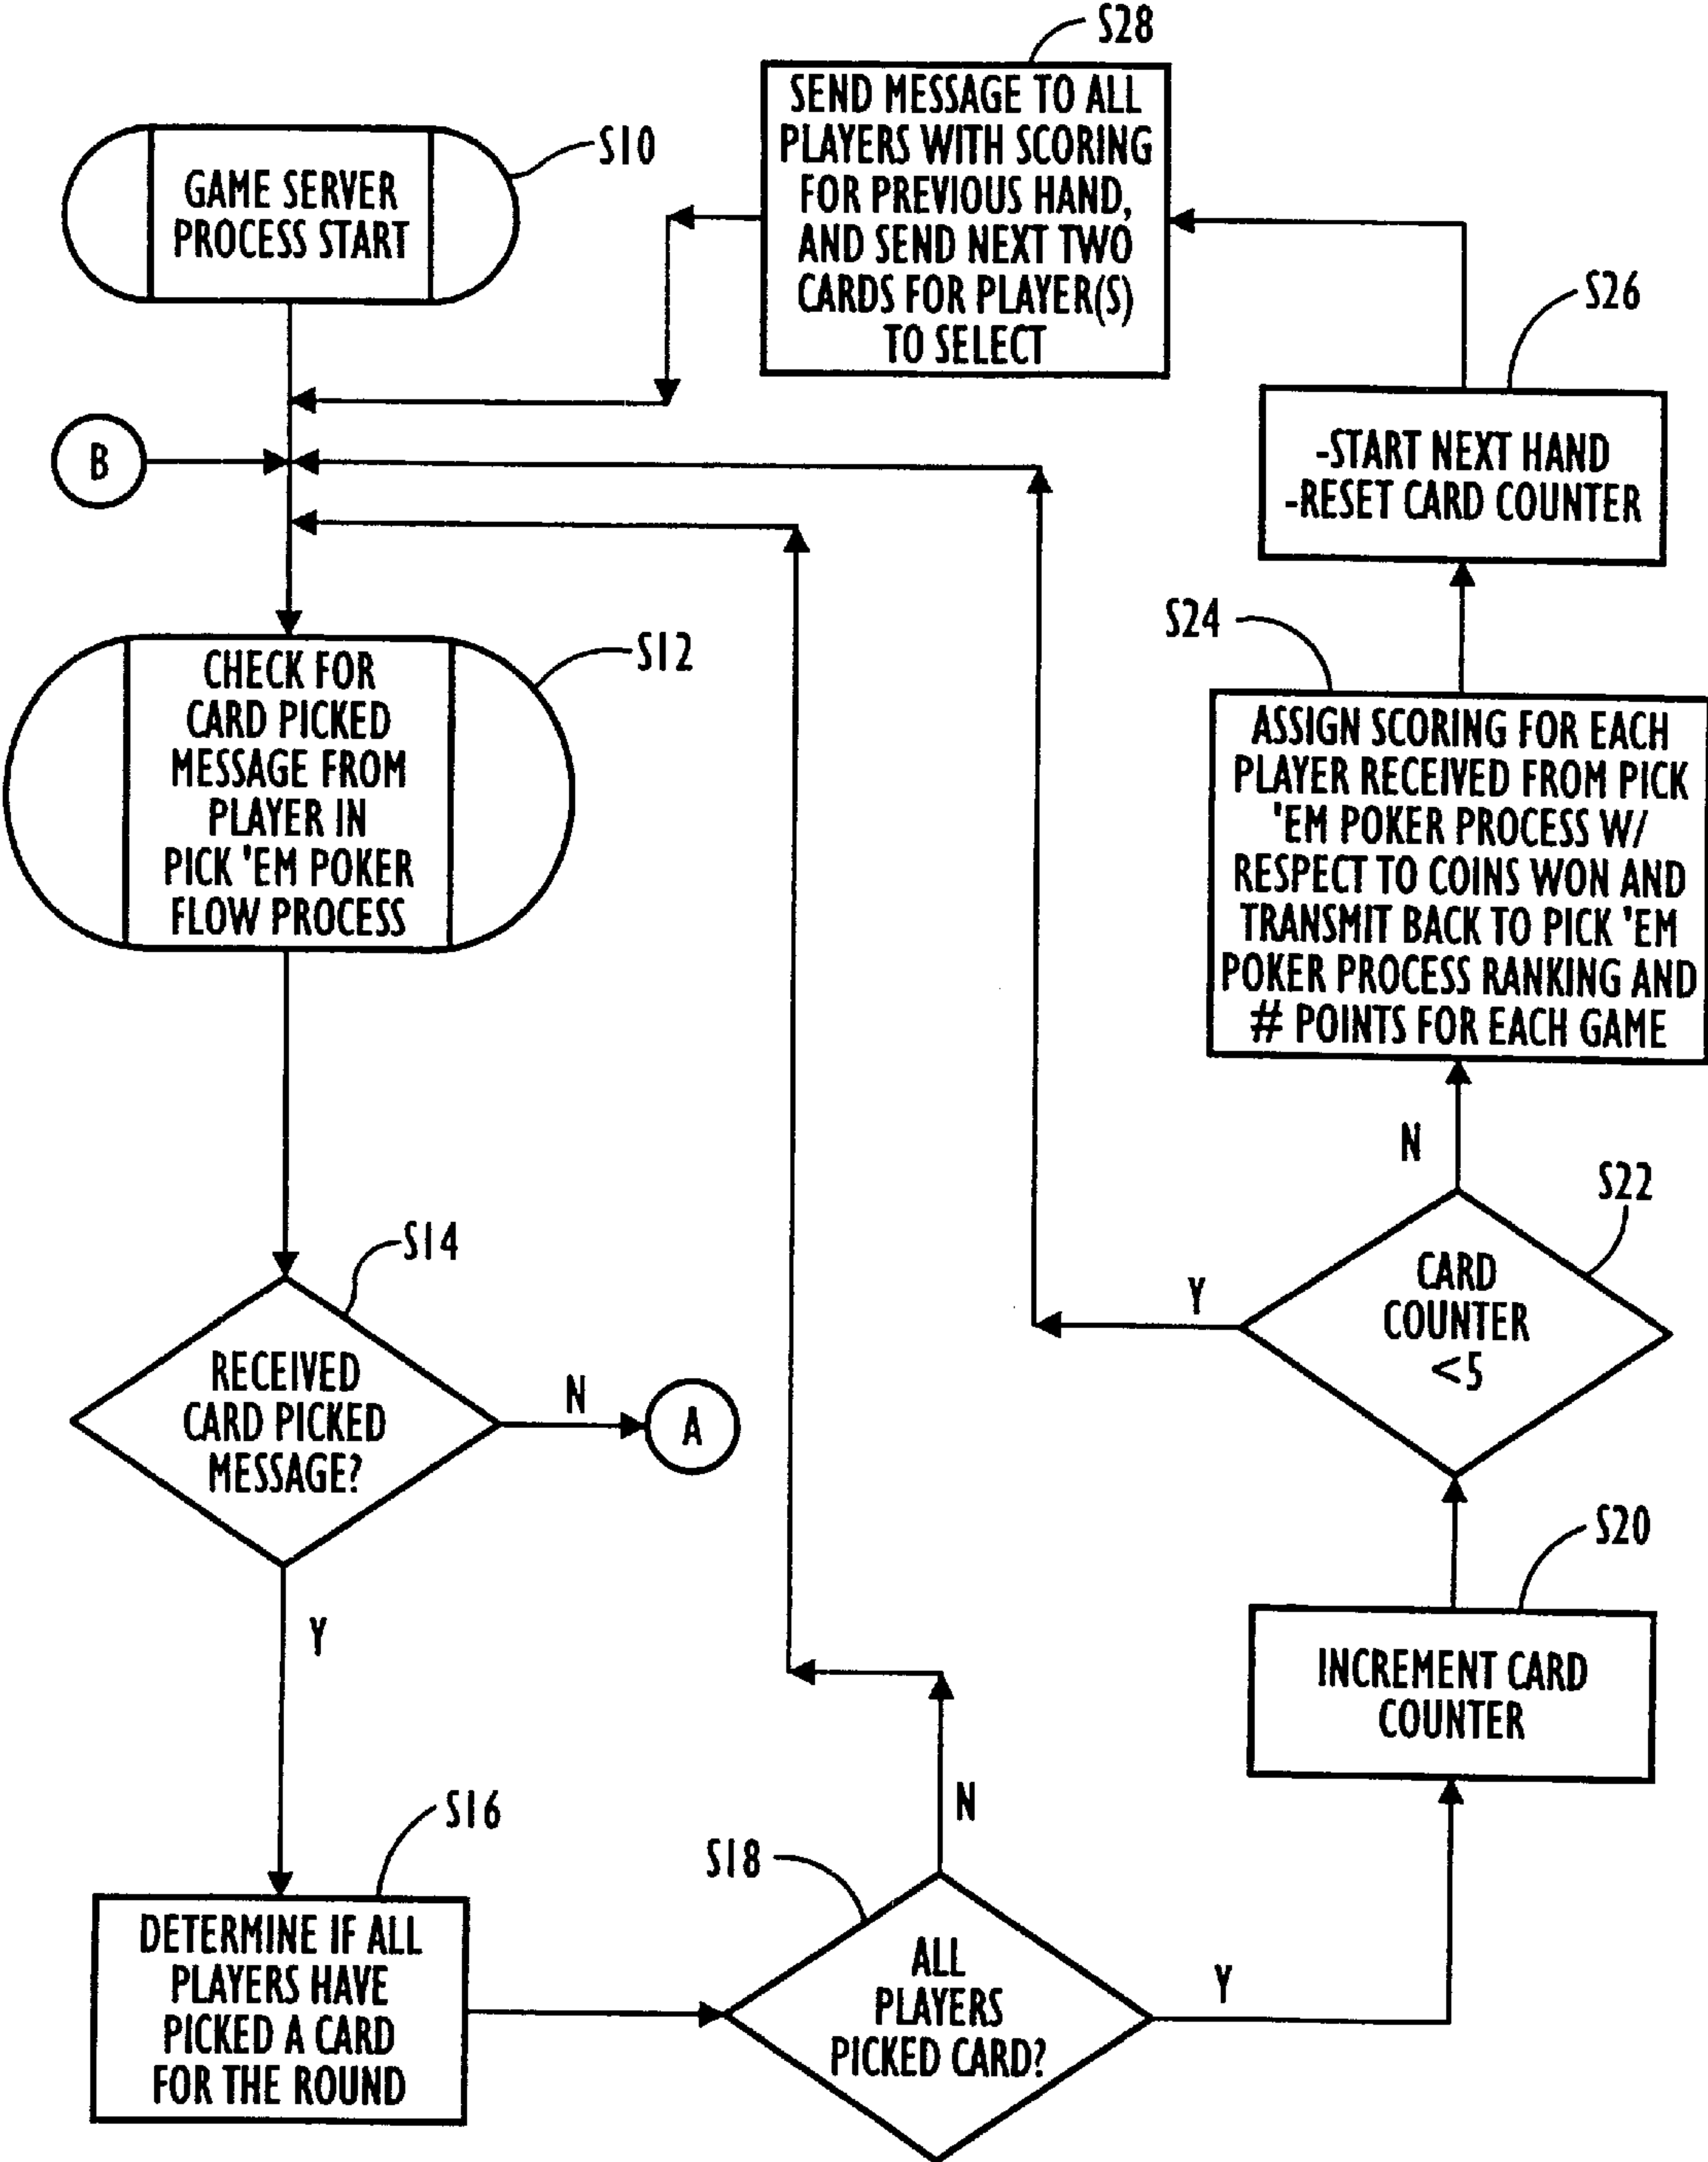 S28
SEND MESSAGE TO ALL
PLAYERS WITH SCORING
FOR PREVIOUS HAND,
AND SEND NEXT TWO
CARDS FOR PLAYER(S)
TO SELECT
S10
GAME SERVER
PROCESS START
S26
-START NEXT HAND
-RESET CARD COUNTER
B
S12
CHECK FOR
CARD PICKED
MESSAGE FROM
PLAYER IN
PICK 'EM POKER
FLOW PROCESS
S24
ASSIGN SCORING FOR EACH
PLAYER RECEIVED FROM PICK
'EM POKER PROCESS W/
RESPECT TO COINS WON AND
TRANSMIT BACK TO PICK 'EM
POKER PROCESS RANKING AND
# POINTS FOR EACH GAME
N
S22
CARD
COUNTER
<5
Y
S14
RECEIVED
CARD PICKED
MESSAGE?
N
A
Y
S20
INCREMENT CARD
COUNTER
S16
DETERMINE IF ALL
PLAYERS HAVE
PICKED A CARD
FOR THE ROUND
N
S18
ALL
PLAYERS
PICKED CARD?
Y